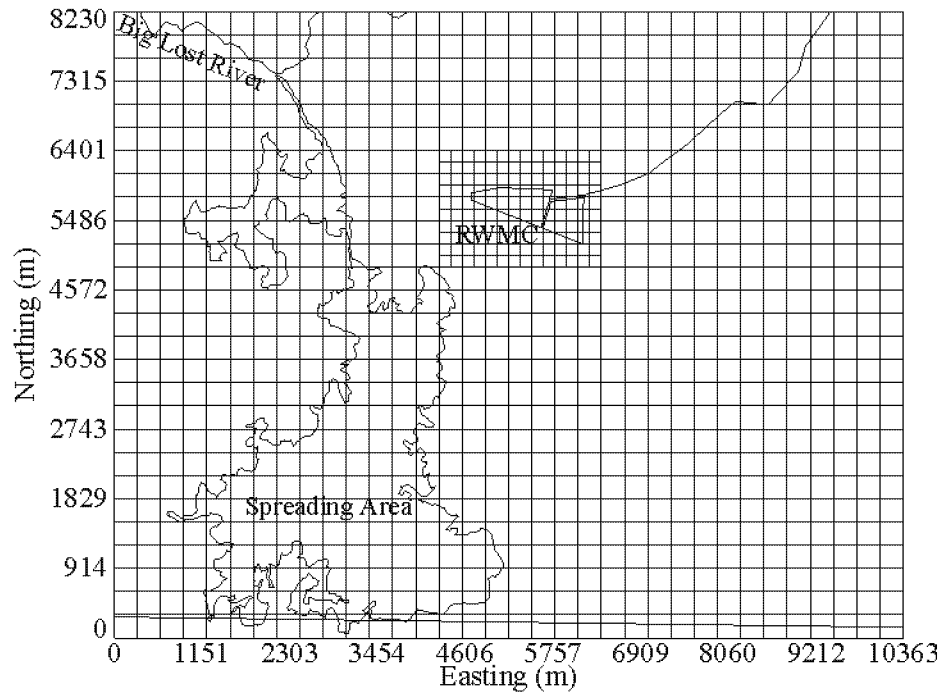 8230
Big Lost River
7315
6401
5486
RWMC
4572
3658
2743
1829
Spreading Area
914
0
Northing (m)
0 1151 2303 3454 4606 5757 6909 8060 9212 10363
Easting (m)